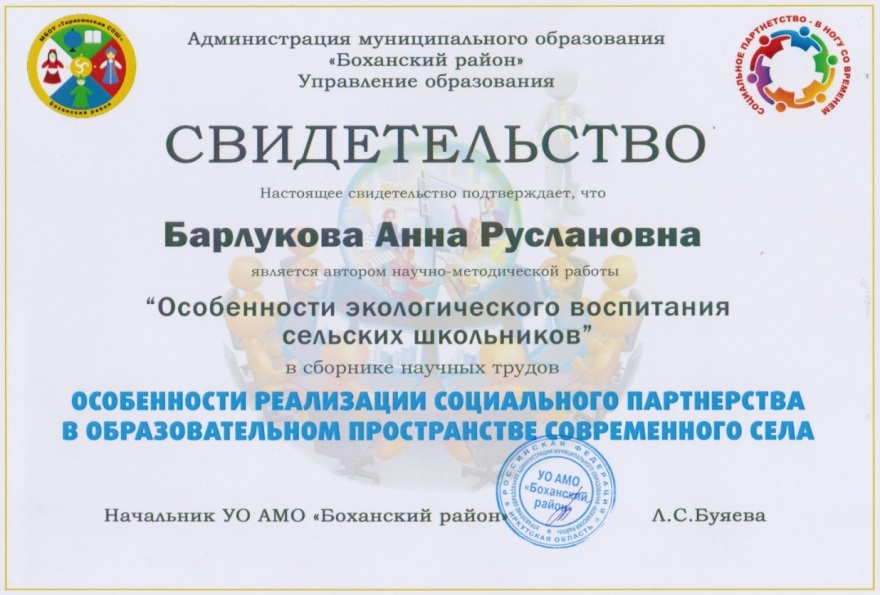 МБОУ «Тарасинская СОШ»
Боханский район
Администрация муниципального образования
«Боханский район»
Управление образования
СОЦИАЛЬНОЕ ПАРТНЕТСТВО - В НОГУ СО ВРЕМЕНЕМ
СВИДЕТЕЛЬСТВО
Настоящее свидетельство подтверждает, что
Барлукова Анна Руслановна
является автором научно-методической работы
“Особенности экологического воспитания
сельских школьников”
в сборнике научных трудов
ОСОБЕННОСТИ РЕАЛИЗАЦИИ СОЦИАЛЬНОГО ПАРТНЕРСТВА
В ОБРАЗОВАТЕЛЬНОМ ПРОСТРАНСТВЕ СОВРЕМЕННОГО СЕЛА
РОССИЙСКАЯ ФЕДЕРАЦИЯ
ИРКУТСКАЯ ОБЛАСТЬ
УО АМО
«Боханский
район»
Начальник УО АМО «Боханский район»
Л.С.Буяева